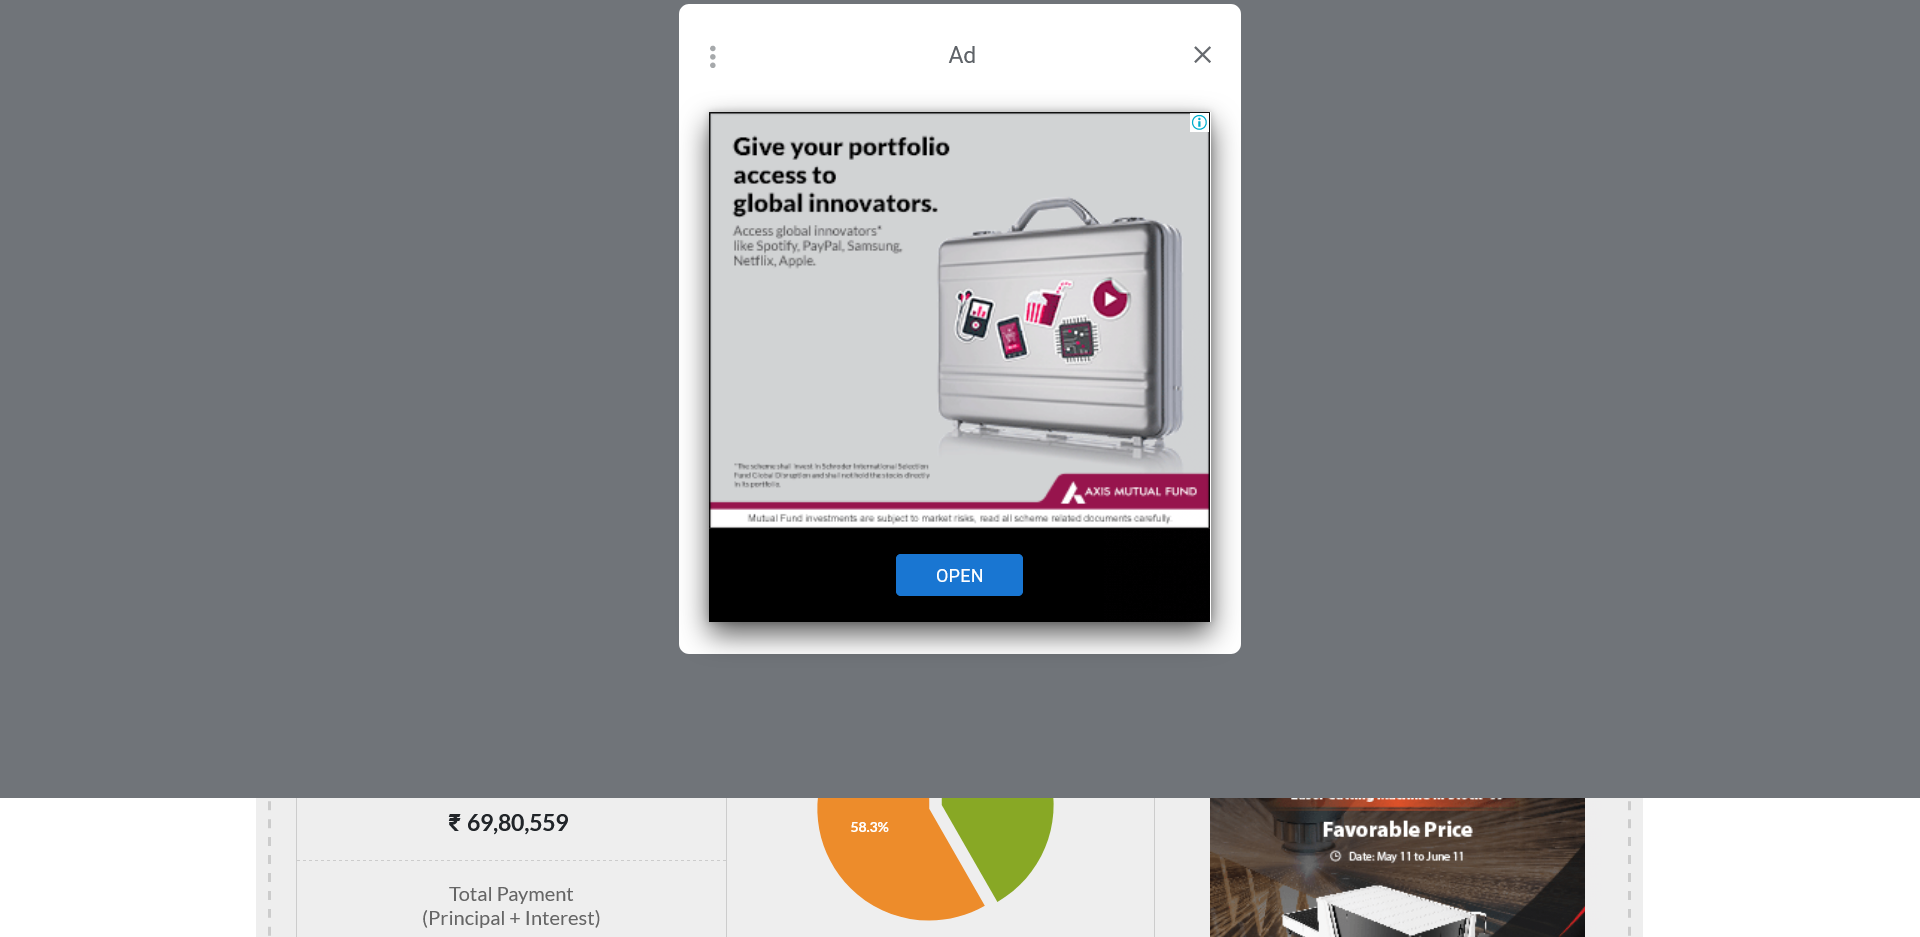 Ad
Give your portfolio
access to
global innovators.
Access global innovators*
like Spotify, PayPal, Samsung,
Netflix, Apple.
*The scheme shall invest in Schroder International Selection
Fund Global Disruption and shall not hold the stocks directly
in its portfolio.
AXIS MUTUAL FUND
Mutual Fund investments are subject to market risks, read all scheme related documents carefully.
OPEN
₹ 69,80,559
Total Payment
(Principal + Interest)
58.3%
Favorable Price
Date: May 11 to June 11